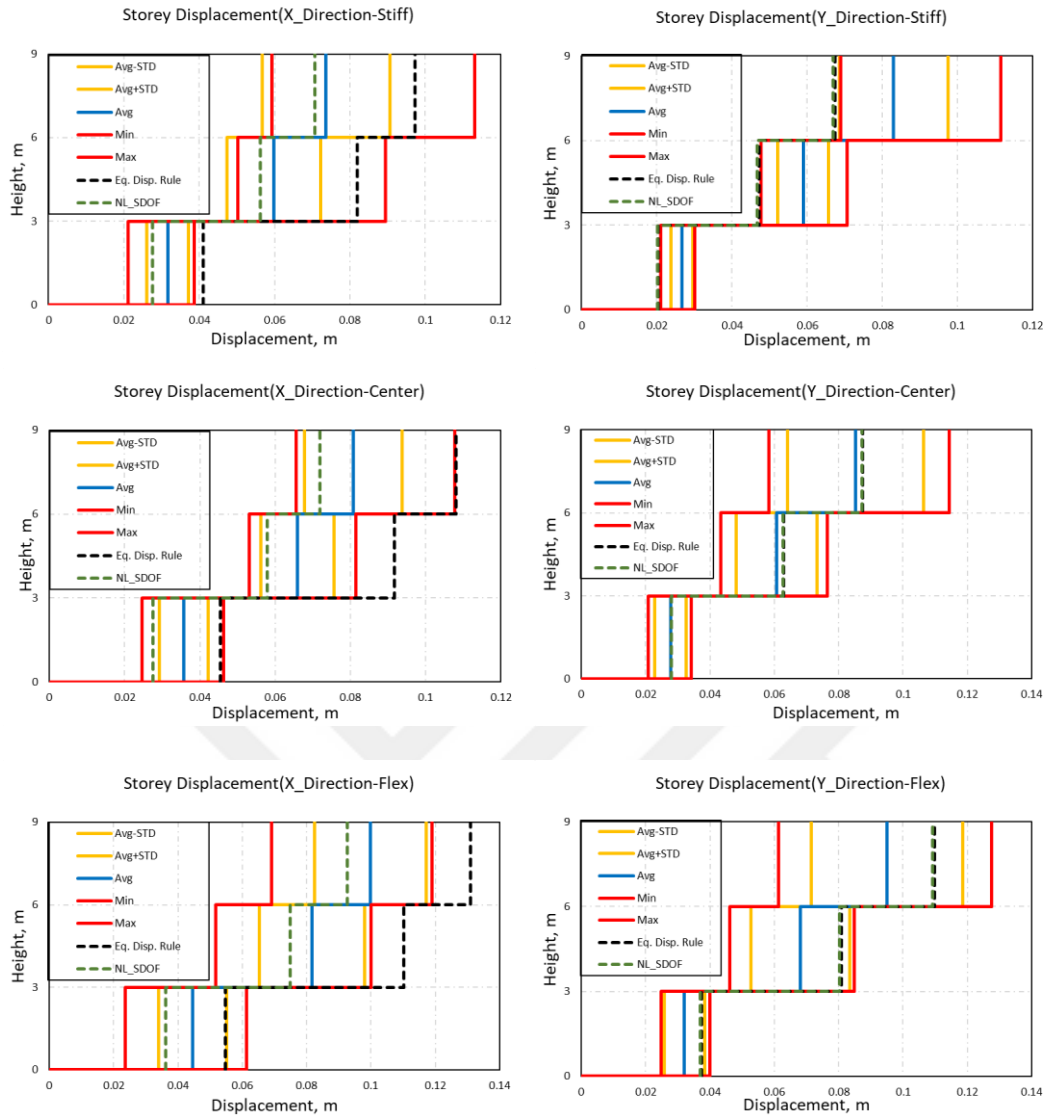 Storey Displacement(X_Direction-Stiff)
Height, m
9
6
3
0
Avg-STD
Avg+STD
Avg
Min
Max
Eq. Disp. Rule
NL_SDOF
0 0.02 0.04 0.06 0.08 0.1 0.12
Displacement, m
Storey Displacement(Y_Direction-Stiff)
Height, m
9
6
3
0
Avg-STD
Avg+STD
Avg
Min
Max
Eq. Disp. Rule
NL_SDOF
0 0.02 0.04 0.06 0.08 0.1 0.12
Displacement, m
Storey Displacement(X_Direction-Center)
Height, m
9
6
3
0
Avg-STD
Avg+STD
Avg
Min
Max
Eq. Disp. Rule
NL_SDOF
0 0.02 0.04 0.06 0.08 0.1 0.12
Displacement, m
Storey Displacement(Y_Direction-Center)
Height, m
9
6
3
0
Avg-STD
Avg+STD
Avg
Min
Max
Eq. Disp. Rule
NL_SDOF
0 0.02 0.04 0.06 0.08 0.1 0.12 0.14
Displacement, m
Storey Displacement(X_Direction-Flex)
Height, m
9
6
3
0
Avg-STD
Avg+STD
Avg
Min
Max
Eq. Disp. Rule
NL_SDOF
0 0.02 0.04 0.06 0.08 0.1 0.12 0.14
Displacement, m
Storey Displacement(Y_Direction-Flex)
Height, m
9
6
3
0
Avg-STD
Avg+STD
Avg
Min
Max
Eq. Disp. Rule
NL_SDOF
0 0.02 0.04 0.06 0.08 0.1 0.12 0.14
Displacement, m